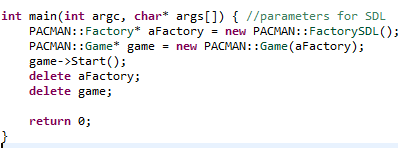 int main(int argc, char* args[]) { //parameters for SDL
    PACMAN::Factory* aFactory = new PACMAN::FactorySDL();
    PACMAN::Game* game = new PACMAN::Game(aFactory);
    game->Start();
    delete aFactory;
    delete game;

    return 0;
}